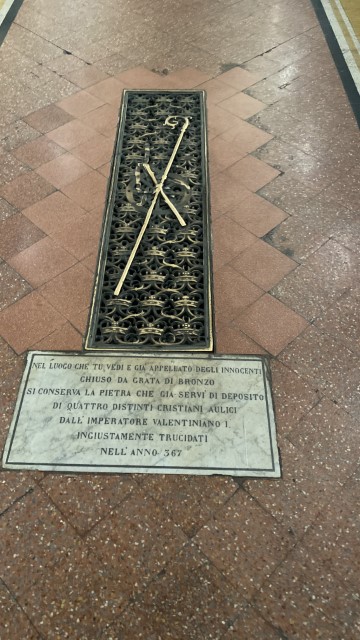 NEL LUOGO CHE TU VEDI E GIÀ APPELLATO DEGLI INNOCENTI
CHIUSO DA GRATA DI BRONZO
SI CONSERVA LA PIETRA CHE GIÀ SERVÌ DI DEPOSITO
DI QUATTRO DISTINTI CRISTIANI AULICI
DALL'IMPERATORE VALENTINIANO I.
INGIUSTAMENTE TRUCIDATI
NELL'ANNO 367